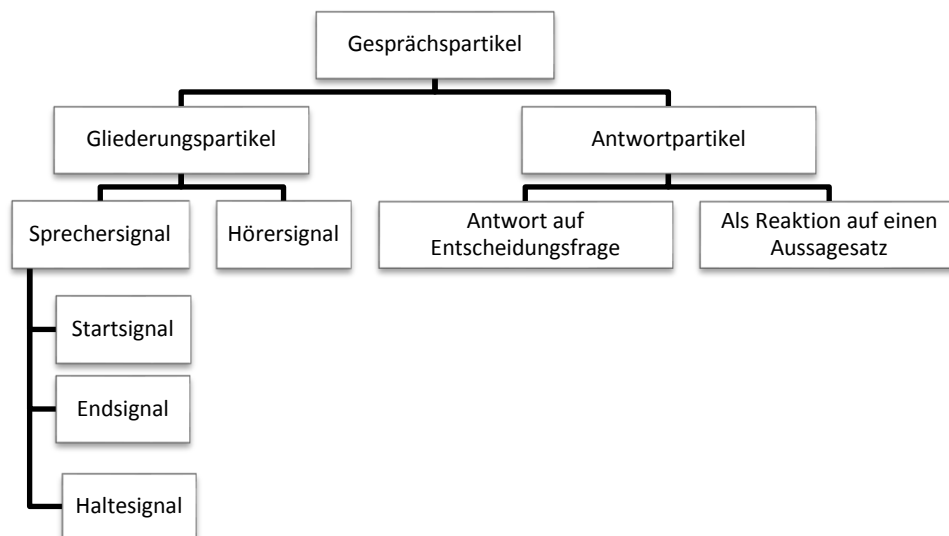 Gesprächspartikel
Gliederungspartikel
Antwortpartikel
Sprechersignal
Hörersignal
Antwort auf
Entscheidungsfrage
Als Reaktion auf einen
Aussagesatz
Startsignal
Endsignal
Haltesignal